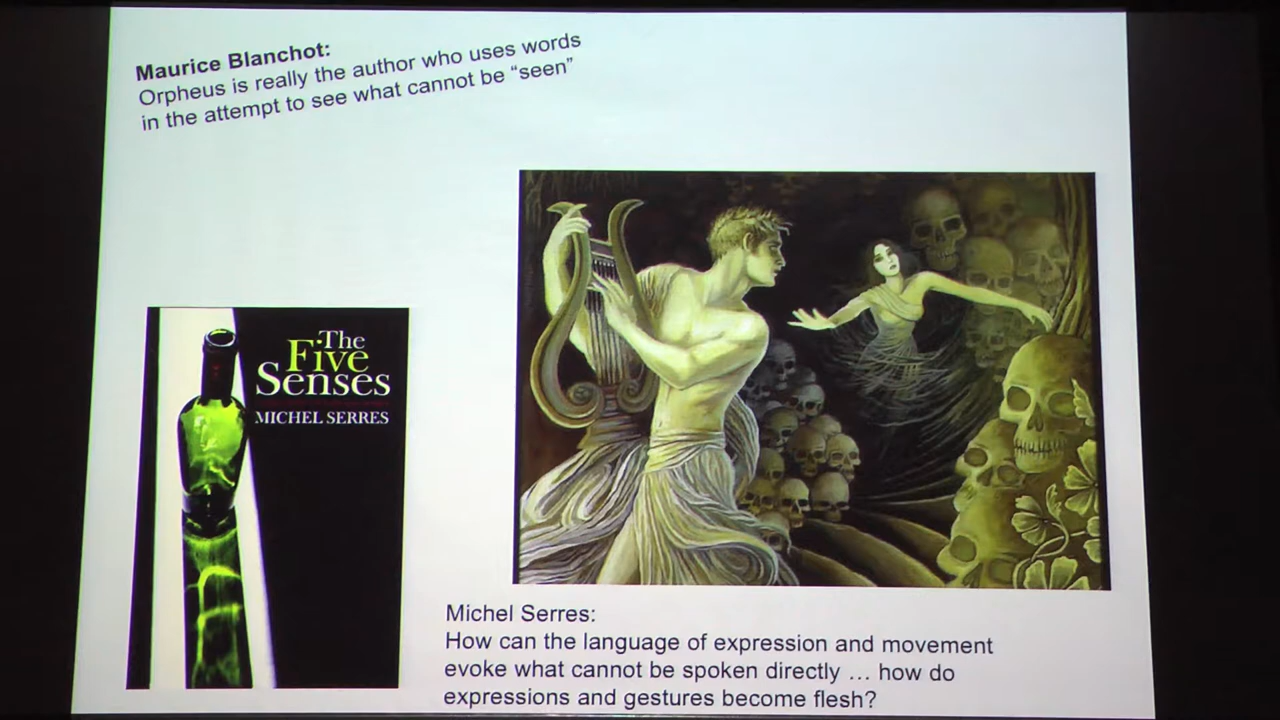 Maurice Blanchot:
Orpheus is really the author who uses words
in the attempt to see what cannot be “seen”
The
Five
Senses
MICHEL SERRES
Michel Serres:
How can the language of expression and movement
evoke what cannot be spoken directly … how do
expressions and gestures become flesh?